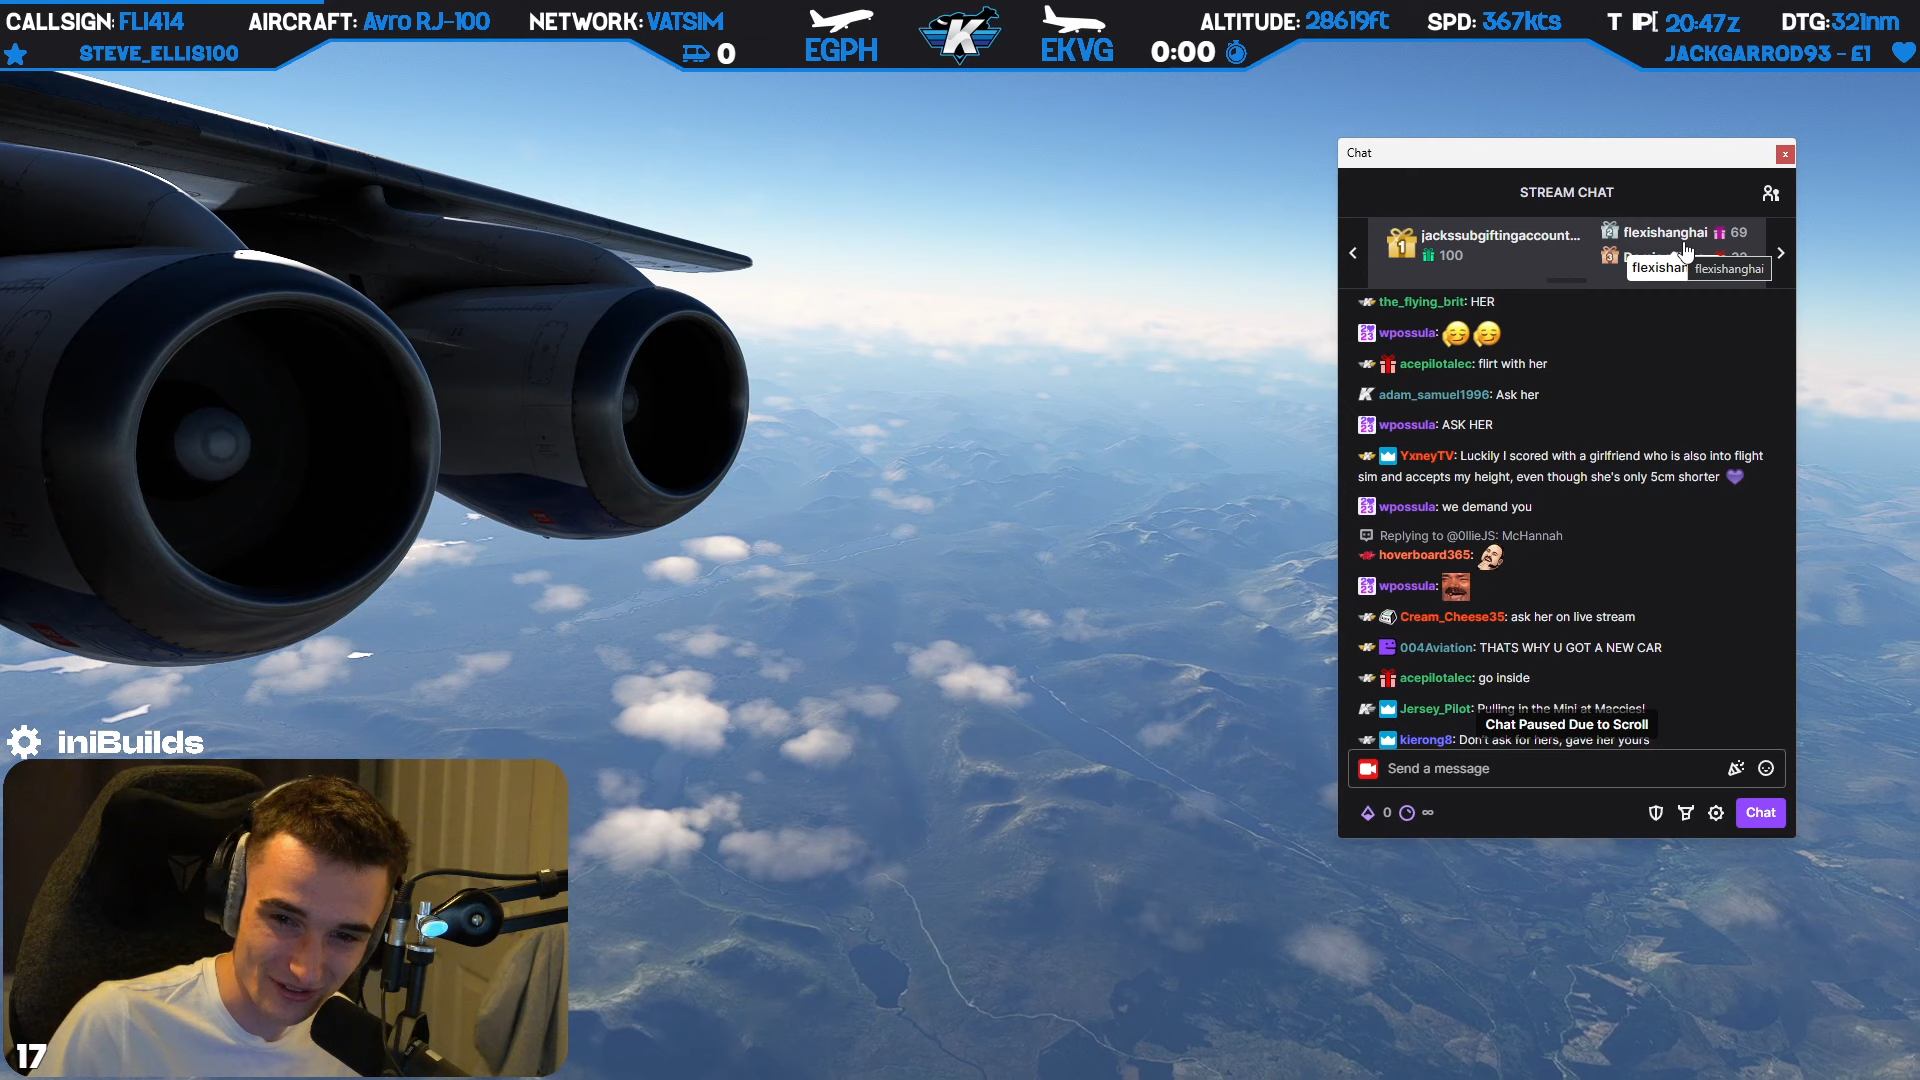 CALLSIGN: FLI414
AIRCRAFT: Avro RJ-100
NETWORK: VATSIM
STEVE_ELLIS100
0
EGPH
K
EKVG
0:00
ALTITUDE: 28619ft
SPD: 367kts
20:47z
DTG:321nm
JACKGARROD93 - £1
Chat
x
STREAM CHAT
1
jackssubgiftingaccount...
100
2
flexishanghai 69
3
flexishan
flexishanghai
the_flying_brit: HER
wpossula:
acepilotalec: flirt with her
adam_samuel1996: Ask her
wpossula: ASK HER
YxneyTV: Luckily I scored with a girlfriend who is also into flight
sim and accepts my height, even though she's only 5cm shorter
wpossula: we demand you
Replying to @0llieJS: McHannah
hoverboard365:
wpossula:
Cream_Cheese35: ask her on live stream
004Aviation: THATS WHY U GOT A NEW CAR
acepilotalec: go inside
Jersey_Pilot: Pulling in the Mini at Maccies!
Chat Paused Due to Scroll
kierong8: Don't ask for hers, gave her yours
Send a message
0
∞
Chat
iniBuilds
17